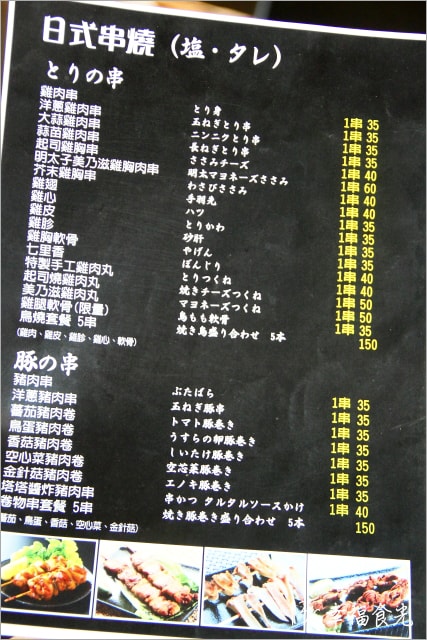 日式串燒 (塩・タレ)
とりの串
雞肉串 とり身 1串 35
洋蔥雞肉串 玉ねぎとり串 1串 35
大蒜雞肉串 ニンニクとり串 1串 35
蒜苗雞肉串 長ねぎとり串 1串 35
起司雞胸串 ささみチーズ 1串 40
明太子美乃滋雞胸肉串 明太マヨネーズささみ 1串 60
芥末雞胸串 わさびささみ 1串 40
雞翅 手羽先 1串 35
雞心 ハツ 1串 35
雞皮 とりかわ 1串 35
雞胗 砂肝 1串 35
雞胸軟骨 やげん 1串 35
七里香 ぼんじり 1串 35
特製手工雞肉丸 とりつくね 1串 40
起司燒雞肉丸 焼きチーズつくね 1串 50
美乃滋雞肉丸 マヨネーズつくね 1串 50
雞腿軟骨(限量) 鳥もも軟骨 1串 35
鳥燒套餐 5串 焼き鳥盛り合わせ 5本 150
(雞肉、雞皮、雞胗、雞心、軟骨)
豚の串
豬肉串 ぶたばら 1串 35
洋蔥豬肉串 玉ねぎ豚串 1串 35
蕃茄豬肉卷 トマト豚巻き 1串 35
鳥蛋豬肉卷 うずらの卵豚巻き 1串 35
香菇豬肉卷 しいたけ豚巻き 1串 35
空心菜豬肉卷 空芯菜豚巻き 1串 35
金針菇豬肉卷 エノキ豚巻き 1串 35
塔塔醬炸豬肉串 串かつ タルタルソースかけ 1串 40
卷物串套餐 5串 焼き豚巻き盛り合わせ 5本 150
蕃茄、鳥蛋、香菇、空心菜、金針菇)
幸福食光